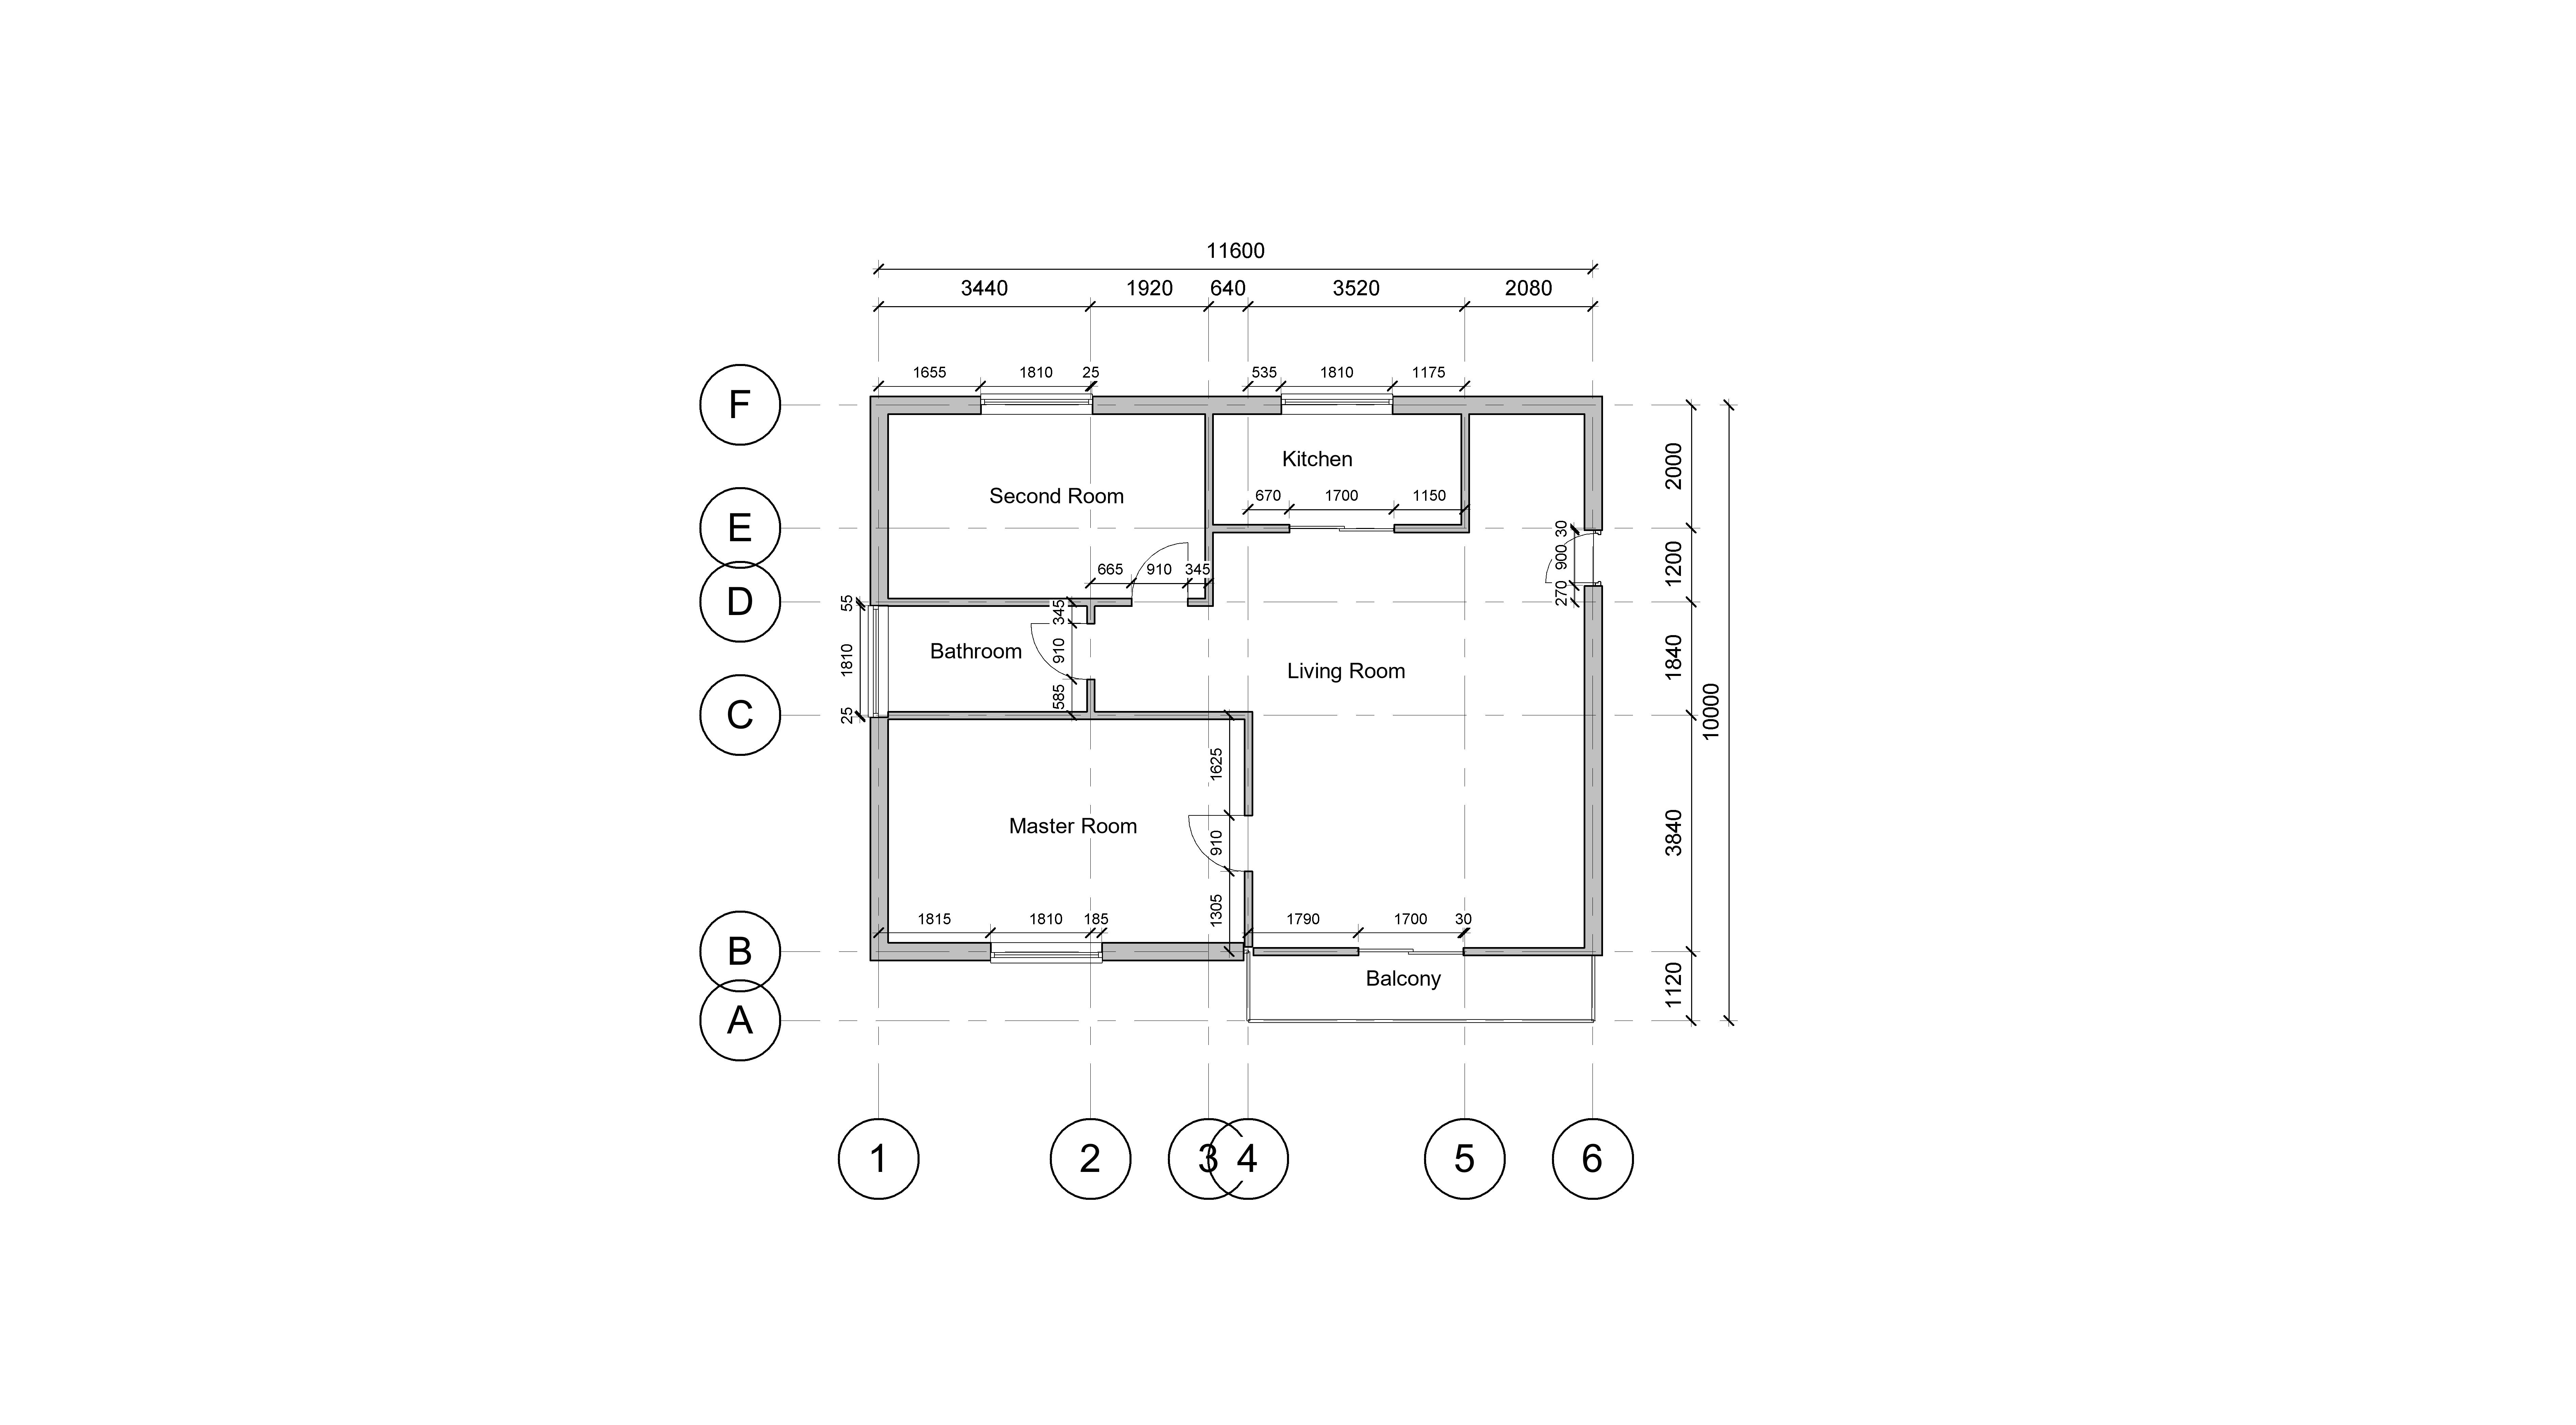 11600
3440 1920 640 3520 2080
1655 1810 25 535 1810 1175
F
Kitchen
2000
Second Room
670 1700 1150
E
30
900
1200
665 910 345
270
D
55
345
1810
Bathroom
910
1840
Living Room
585
25
C
10000
1625
Master Room
910
3840
1305
1815 1810 185 1790 1700 30
B
Balcony
1120
A
1 2 3 4 5 6